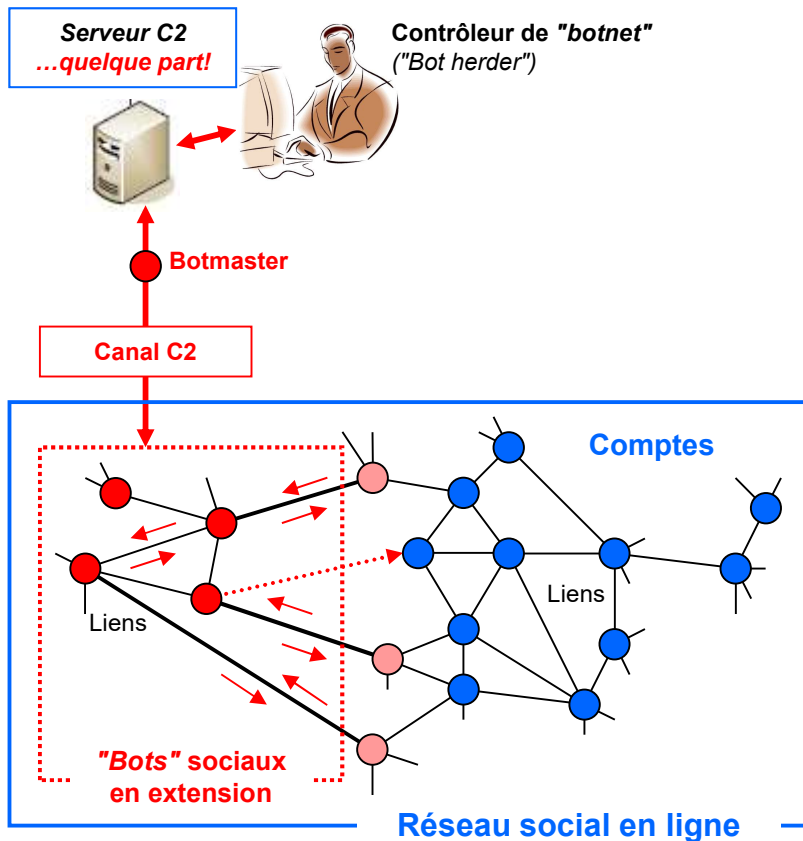 Serveur C2
…quelque part!
Contrôleur de "botnet"
("Bot herder")
Botmaster
Canal C2
Comptes
Liens
Liens
"Bots" sociaux
en extension
Réseau social en ligne